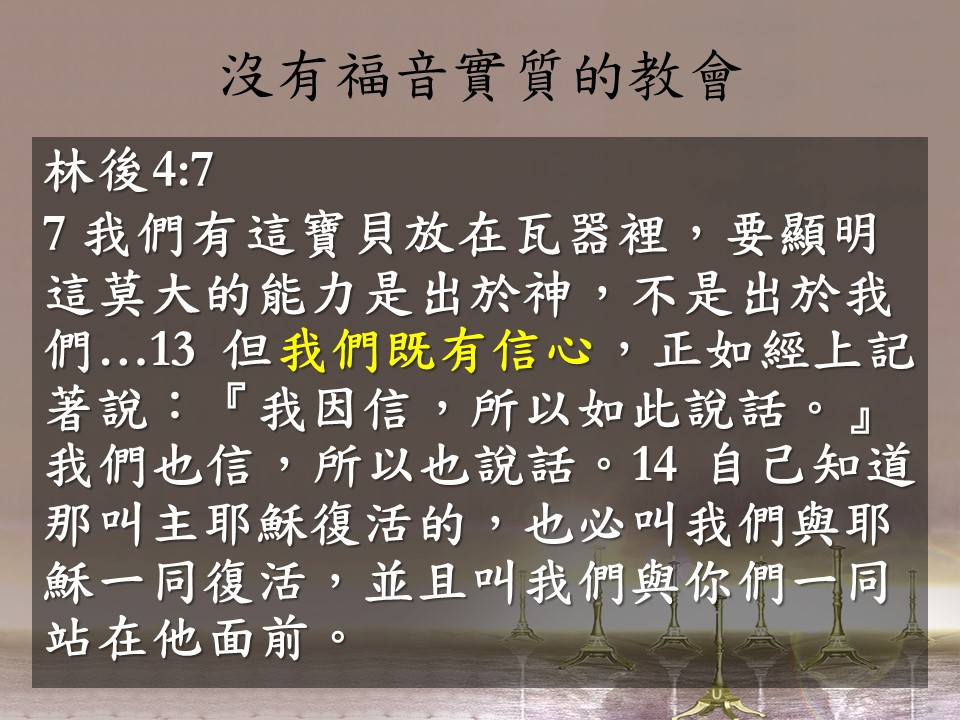 沒有福音實質的教會
林後4:7
7 我們有這寶貝放在瓦器裡，要顯明
這莫大的能力是出於神，不是出於我
們…13 但我們既有信心，正如經上記
著說：『我因信，所以如此說話。』
我們也信，所以也說話。14 自己知道
那叫主耶穌復活的，也必叫我們與耶
穌一同復活，並且叫我們與你們一同
站在他面前。